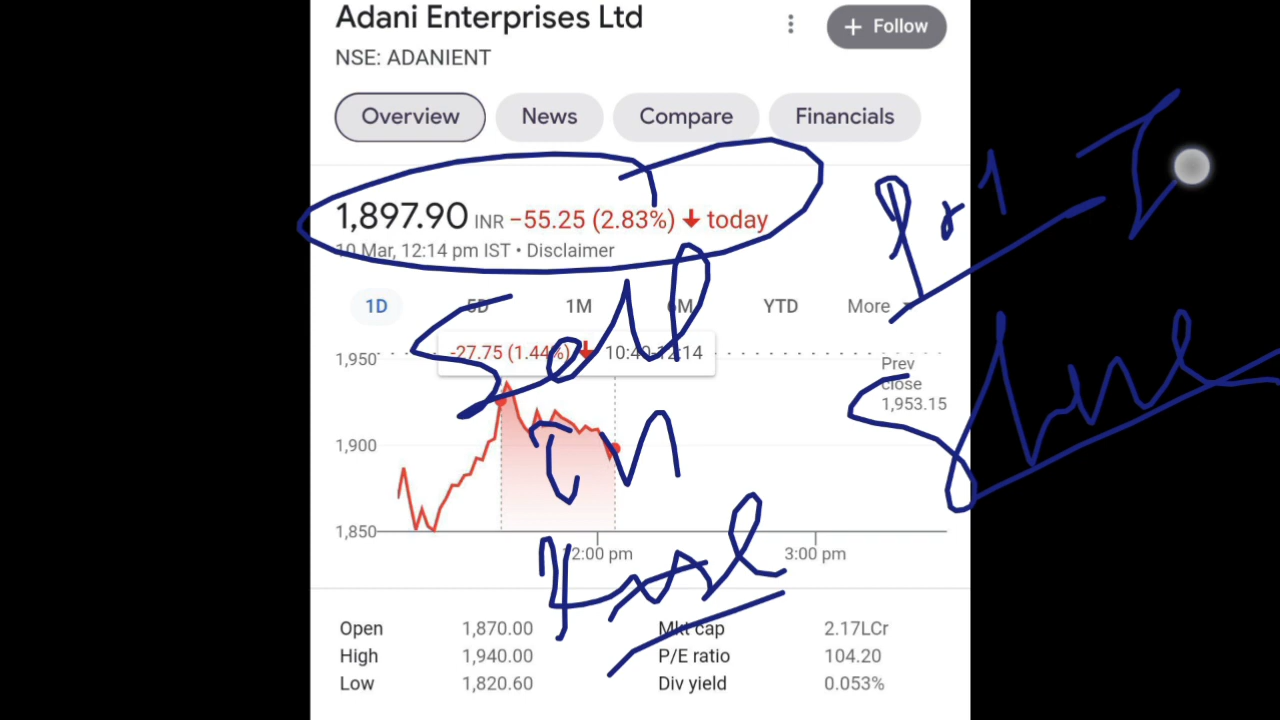 Adani Enterprises Ltd
+ Follow
NSE: ADANIENT
Overview News Compare Financials
1,897.90 INR −55.25 (2.83%) ↓ today
10 Mar, 12:14 pm IST • Disclaimer
1D 5D 1M 6M YTD More
Sell
-27.75 (1.44%) ↓ 10:40-12:14
1,950
Prev
close
1,953.15
1,900
1,850
12:00 pm 3:00 pm
Open 1,870.00 Mkt cap 2.17LCr
High 1,940.00 P/E ratio 104.20
Low 1,820.60 Div yield 0.053%